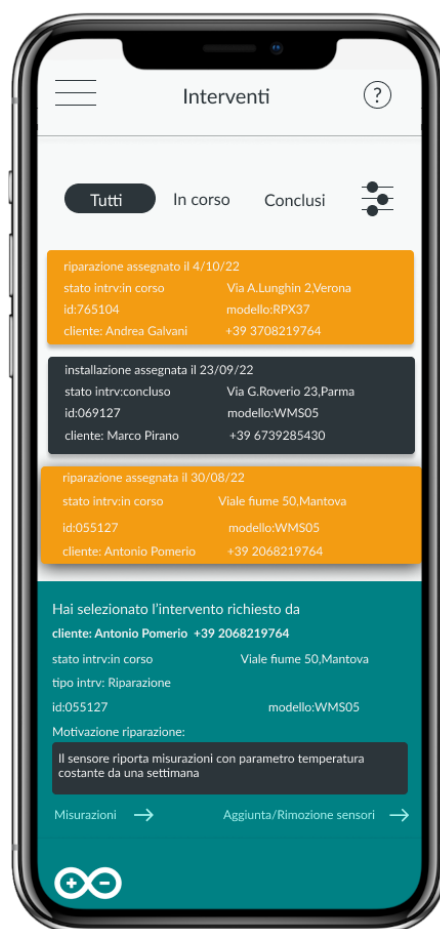 Interventi
?
Tutti In corso Conclusi
riparazione assegnato il 4/10/22
stato intrv:in corso Via A.Lunghin 2,Verona
id:765104 modello:RPX37
cliente: Andrea Galvani +39 3708219764
installazione assegnata il 23/09/22
stato intrv:concluso Via G.Roverio 23,Parma
id:069127 modello:WMS05
cliente: Marco Pirano +39 6739285430
riparazione assegnata il 30/08/22
stato intrv:in corso Viale fiume 50,Mantova
id:055127 modello:WMS05
cliente: Antonio Pomerio +39 2068219764
Hai selezionato l'intervento richiesto da
cliente: Antonio Pomerio +39 2068219764
stato intrv:in corso Viale fiume 50,Mantova
tipo intrv: Riparazione
id:055127 modello:WMS05
Motivazione riparazione:
Il sensore riporta misurazioni con parametro temperatura
costante da una settimana
Misurazioni → Aggiunta/Rimozione sensori →